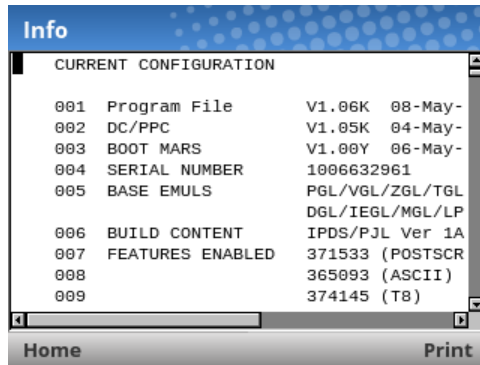 Info
CURRENT CONFIGURATION
001 Program File V1.06K 08-May-
002 DC/PPC V1.05K 04-May-
003 BOOT MARS V1.00Y 06-May-
004 SERIAL NUMBER 1006632961
005 BASE EMULS PGL/VGL/ZGL/TGL
DGL/IEGL/MGL/LP
006 BUILD CONTENT IPDS/PJL Ver 1A
007 FEATURES ENABLED 371533 (POSTSCR
008 365093 (ASCII)
009 374145 (T8)
Home Print